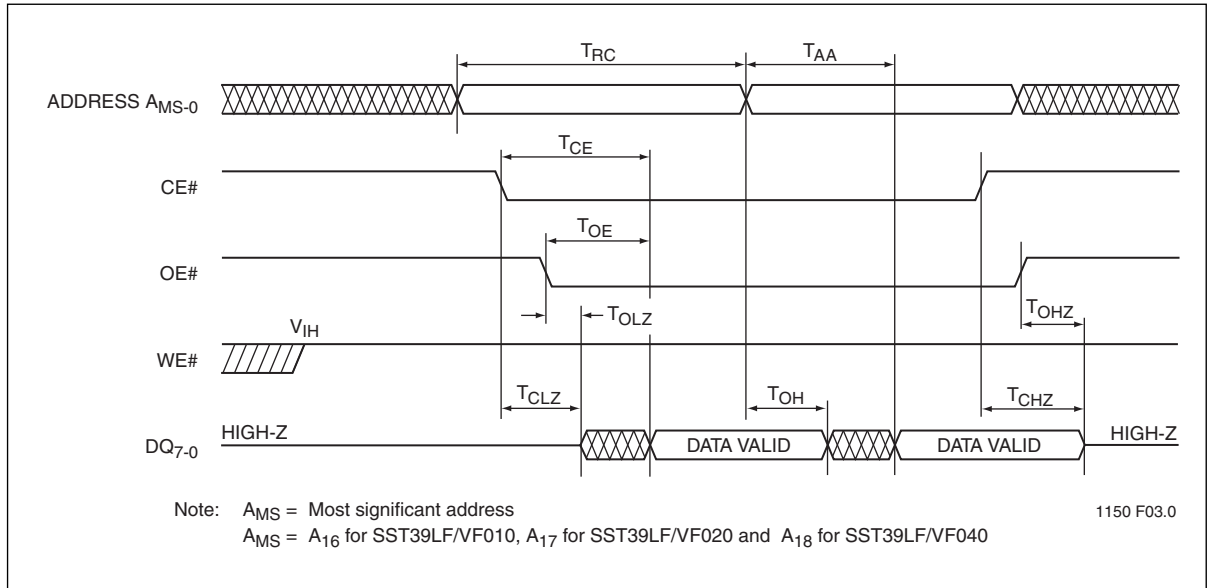 TRC TAA
ADDRESS AMS-0
TCE
CE#
TOE
OE#
TOLZ TOHZ
VIH
WE#
TCLZ TOH TCHZ
DQ7-0 HIGH-Z DATA VALID DATA VALID HIGH-Z
Note: AMS = Most significant address 1150 F03.0
AMS = A16 for SST39LF/VF010, A17 for SST39LF/VF020 and A18 for SST39LF/VF040